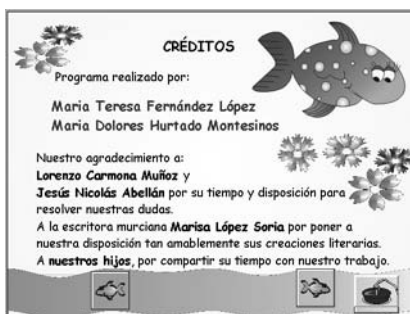 CRÉDITOS
Programa realizado por:
Maria Teresa Fernández López
Maria Dolores Hurtado Montesinos
Nuestro agradecimiento a:
Lorenzo Carmona Muñoz y
Jesús Nicolás Abellán por su tiempo y disposición para
resolver nuestras dudas.
A la escritora murciana Marisa López Soria por poner a
nuestra disposición tan amablemente sus creaciones literarias.
A nuestros hijos, por compartir su tiempo con nuestro trabajo.